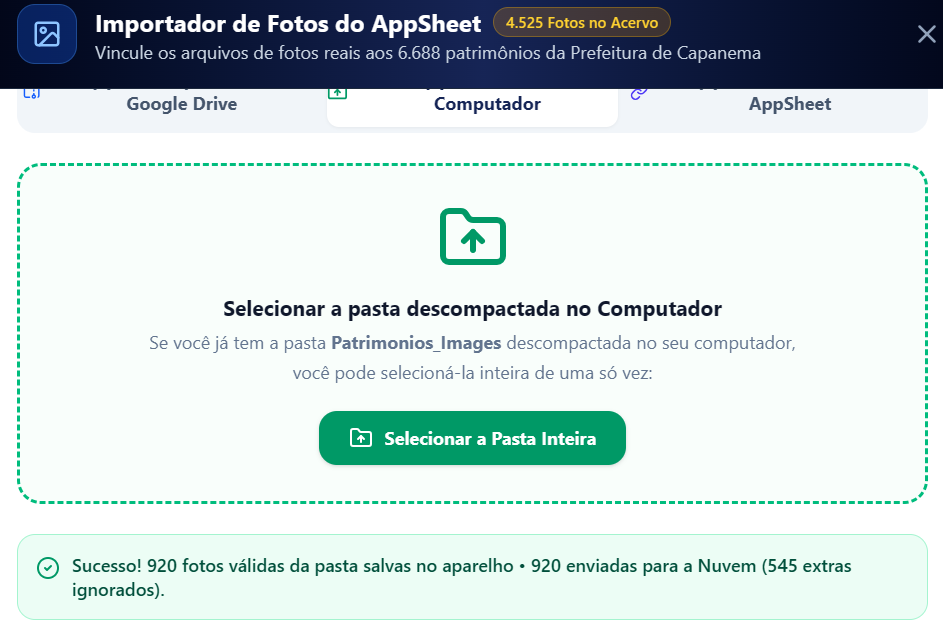 Importador de Fotos do AppSheet
4.525 Fotos no Acervo
Vincule os arquivos de fotos reais aos 6.688 patrimônios da Prefeitura de Capanema
Google Drive
Computador
AppSheet
Selecionar a pasta descompactada no Computador
Se você já tem a pasta Patrimonios_Images descompactada no seu computador,
você pode selecioná-la inteira de uma só vez:
Selecionar a Pasta Inteira
Sucesso! 920 fotos válidas da pasta salvas no aparelho • 920 enviadas para a Nuvem (545 extras
ignorados).